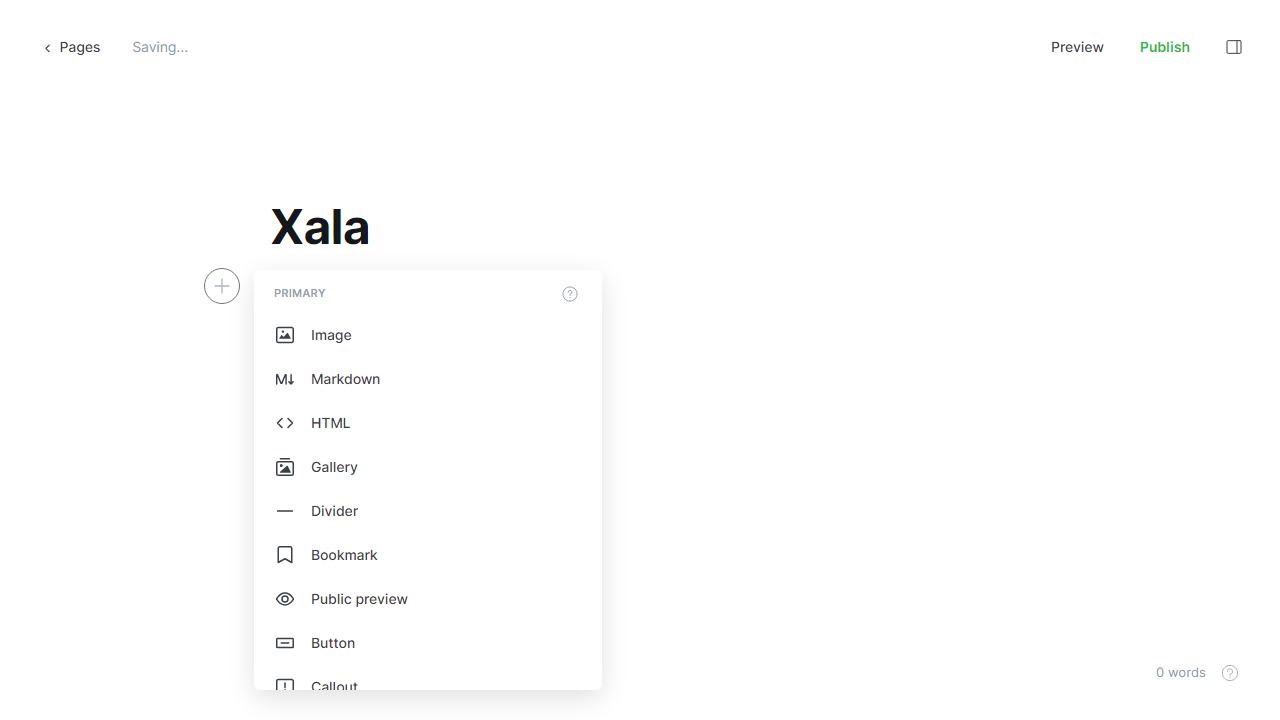 Pages
Saving...
Preview
Publish
Xala
PRIMARY
Image
Markdown
HTML
Gallery
Divider
Bookmark
Public preview
Button
Callout
0 words